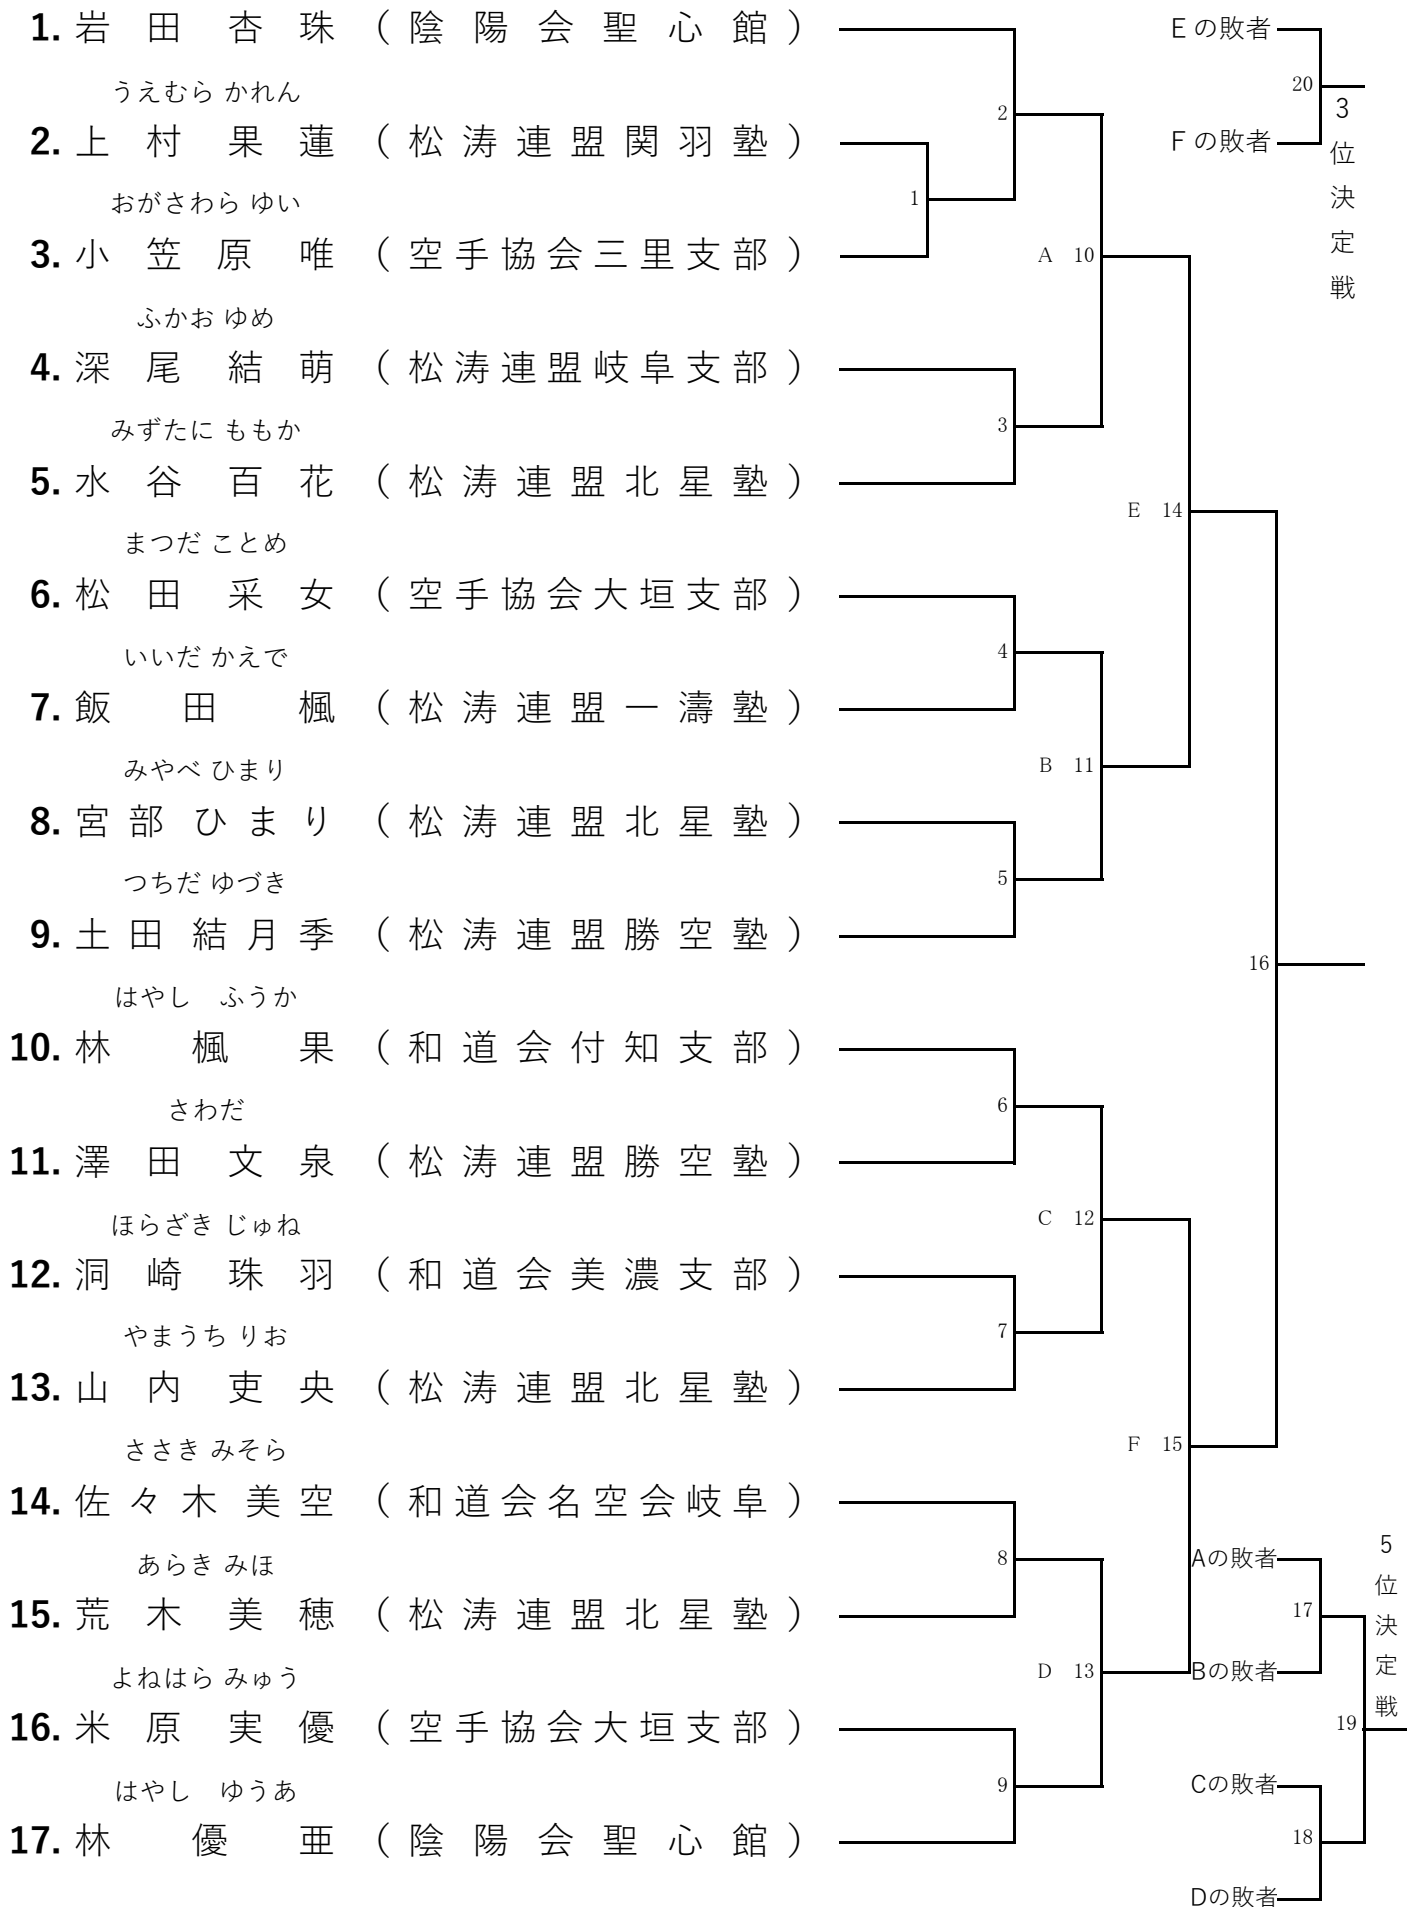 1. 岩田杏珠 (陰陽会聖心館)
うえむら かれん
2. 上村果蓮 (松涛連盟関羽塾)
おがさわら ゆい
3. 小笠原唯 (空手協会三里支部)
ふかお ゆめ
4. 深尾結萌 (松涛連盟岐阜支部)
みずたに ももか
5. 水谷百花 (松涛連盟北星塾)
まつだ ことめ
6. 松田采女 (空手協会大垣支部)
いいだ かえで
7. 飯田楓 (松涛連盟一濤塾)
みやべ ひまり
8. 宮部ひまり (松涛連盟北星塾)
つちだ ゆづき
9. 土田結月季 (松涛連盟勝空塾)
はやし　ふうか
10. 林楓果 (和道会付知支部)
さわだ
11. 澤田文泉 (松涛連盟勝空塾)
ほらざき じゅね
12. 洞崎珠羽 (和道会美濃支部)
やまうち りお
13. 山内吏央 (松涛連盟北星塾)
ささき みそら
14. 佐々木美空 (和道会名空会岐阜)
あらき みほ
15. 荒木美穂 (松涛連盟北星塾)
よねはら みゅう
16. 米原実優 (空手協会大垣支部)
はやし　ゆうあ
17. 林優亜 (陰陽会聖心館)
1
2
3
4
5
6
7
8
9
A 10
B 11
C 12
D 13
E 14
F 15
16
Eの敗者
20
Fの敗者
3位決定戦
Aの敗者
17
Bの敗者
19
Cの敗者
18
Dの敗者
5位決定戦